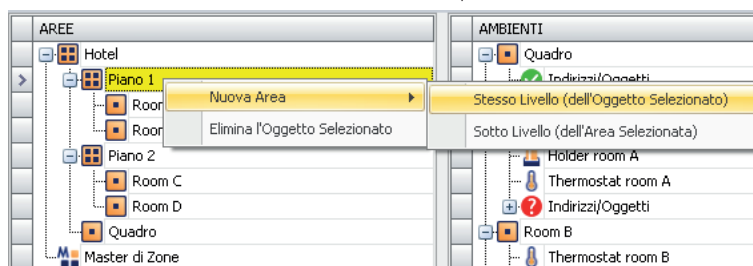 AREE
Hotel
Piano 1
Room
Room
Piano 2
Room C
Room D
Quadro
Master di Zone
Nuova Area
Elimina l'Oggetto Selezionato
Stesso Livello (dell'Oggetto Selezionato)
Sotto Livello (dell'Area Selezionata)
AMBIENTI
Quadro
Indirizzi/Oggetti
Holder room A
Thermostat room A
Indirizzi/Oggetti
Room B
Thermostat room B